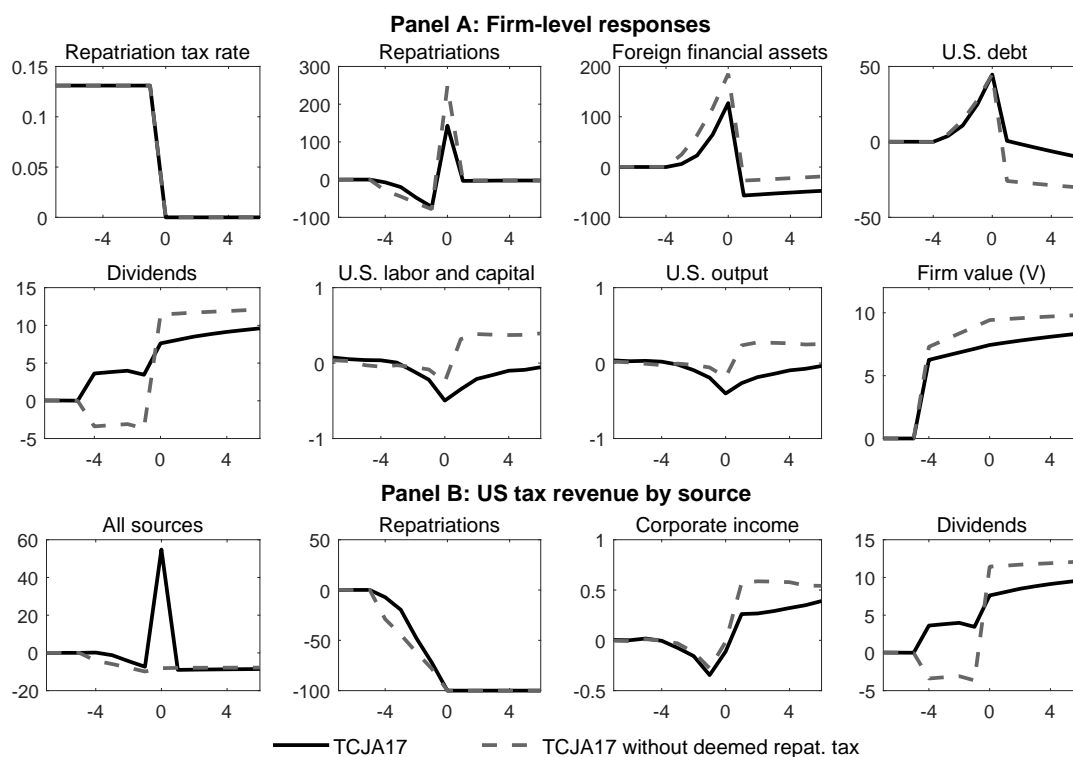 Panel A: Firm-level responses
Repatriation tax rate
0.15
0.1
0.05
0
-4 0 4
Repatriations
300
200
100
0
-100
-4 0 4
Foreign financial assets
200
100
0
-100
-4 0 4
U.S. debt
50
0
-50
-4 0 4
Dividends
15
10
5
0
-5
-4 0 4
U.S. labor and capital
1
0
-1
-4 0 4
U.S. output
1
0
-1
-4 0 4
Firm value (V)
10
5
0
-4 0 4
Panel B: US tax revenue by source
All sources
60
40
20
0
-20
-4 0 4
Repatriations
50
0
-50
-100
-4 0 4
Corporate income
1
0.5
0
-0.5
-4 0 4
Dividends
15
10
5
0
-5
-4 0 4
TCJA17
TCJA17 without deemed repat. tax